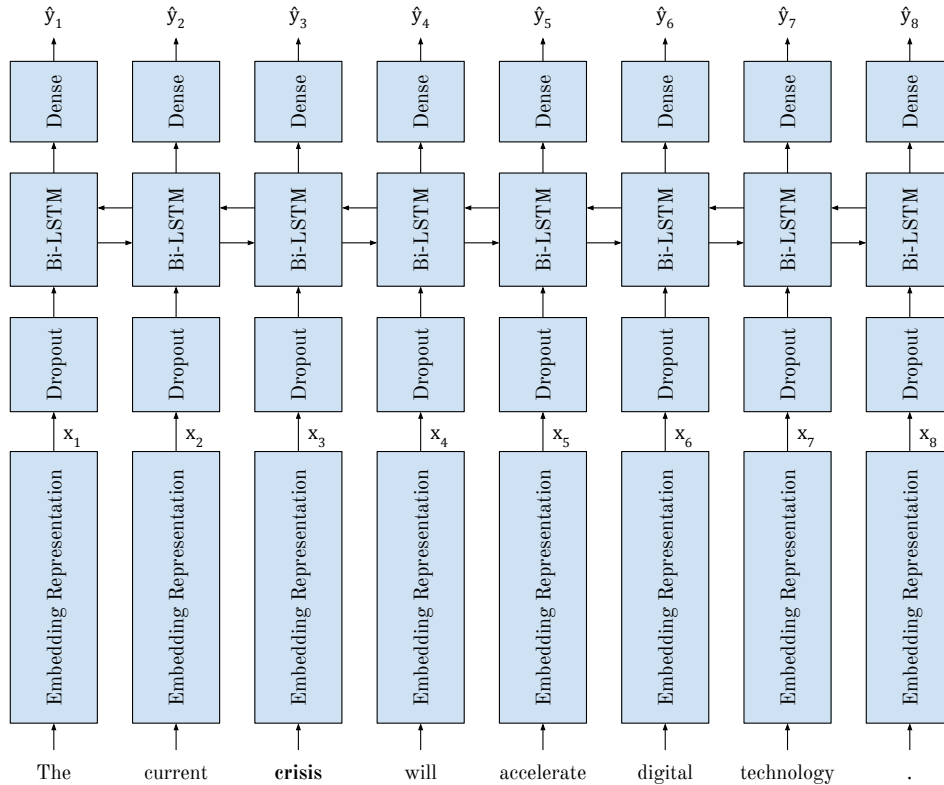 ŷ1 ŷ2 ŷ3 ŷ4 ŷ5 ŷ6 ŷ7 ŷ8
Dense Dense Dense Dense Dense Dense Dense Dense
Bi-LSTM Bi-LSTM Bi-LSTM Bi-LSTM Bi-LSTM Bi-LSTM Bi-LSTM Bi-LSTM
Dropout Dropout Dropout Dropout Dropout Dropout Dropout Dropout
x1 x2 x3 x4 x5 x6 x7 x8
Embedding Representation Embedding Representation Embedding Representation Embedding Representation Embedding Representation Embedding Representation Embedding Representation Embedding Representation
The current crisis will accelerate digital technology .